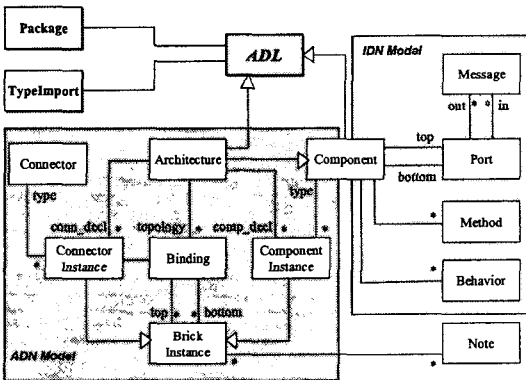 Package
ADL
IDN Model
TypeImport
Message
out * * in
Connector
Architecture
Component
top
Port
bottom
type
type
conn_decl * topology * comp_decl *
* Method
* Connector
Instance
Binding
Component
Instance
* Behavior
top * * bottom
Brick
Instance
Note
ADN Model
* *